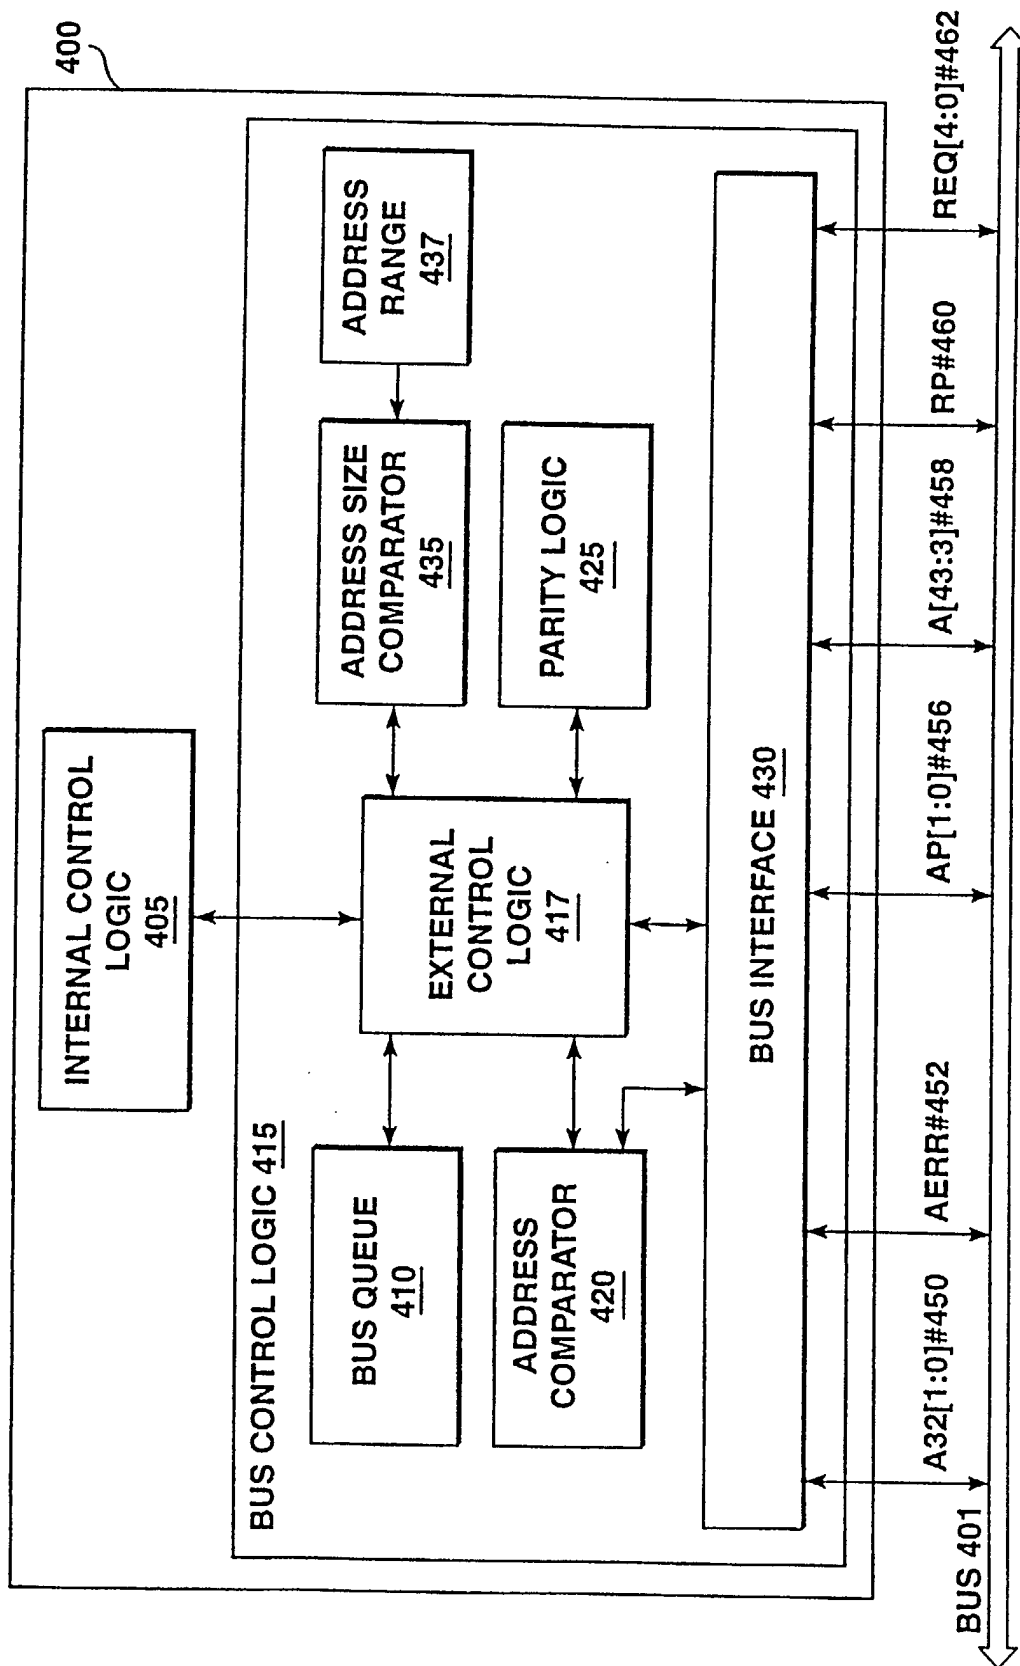 400
INTERNAL CONTROL
LOGIC
405
BUS CONTROL LOGIC 415
BUS QUEUE
410
ADDRESS
COMPARATOR
420
EXTERNAL
CONTROL
LOGIC
417
ADDRESS SIZE
COMPARATOR
435
ADDRESS
RANGE
437
PARITY LOGIC
425
BUS INTERFACE 430
A32[1:0]#450
AERR#452
AP[1:0]#456
A[43:3]#458
RP#460
REQ[4:0]#462
BUS 401